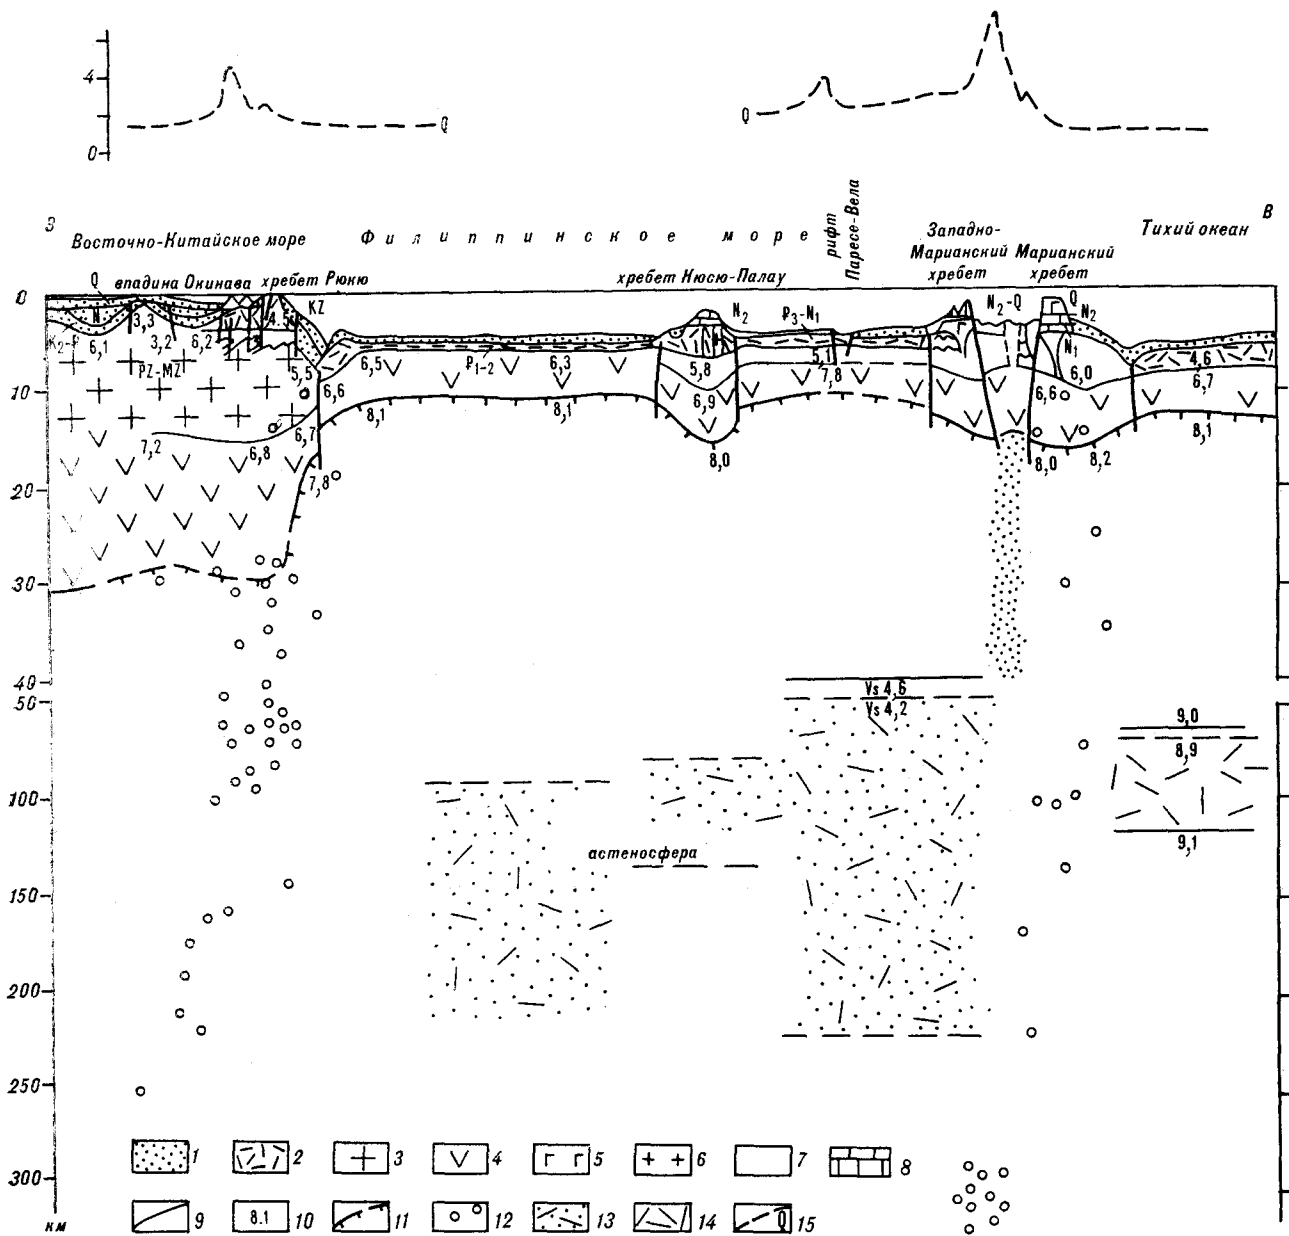 4
0
Q
Q
З
В
Восточно-Китайское море
Филиппинское море
рифт
Паресе-Вела
Западно-
Марианский
хребет
Марианский
хребет
Тихий океан
Q
впадина Окинава
хребет Рюкю
хребет Кюсю-Палау
0
N
3,3
3,2
6,2
KZ
N₂
P₃-N₁
N₂-Q
Q
N₂
N₁
6,1
PZ-MZ
5,5
6,6
6,5
P₁₋₂
6,3
5,8
5,1
7,8
6,0
4,6
6,7
10
8,1
8,1
6,9
6,6
8,1
7,2
6,8
6,7
7,8
8,0
8,0
8,2
20
30
40
50
Vs 4,6
Vs 4,2
9,0
8,9
100
9,1
астеносфера
150
200
250
300
км
1
2
3
4
5
6
7
8
9
8.1 10
11
12
13
14
Q 15